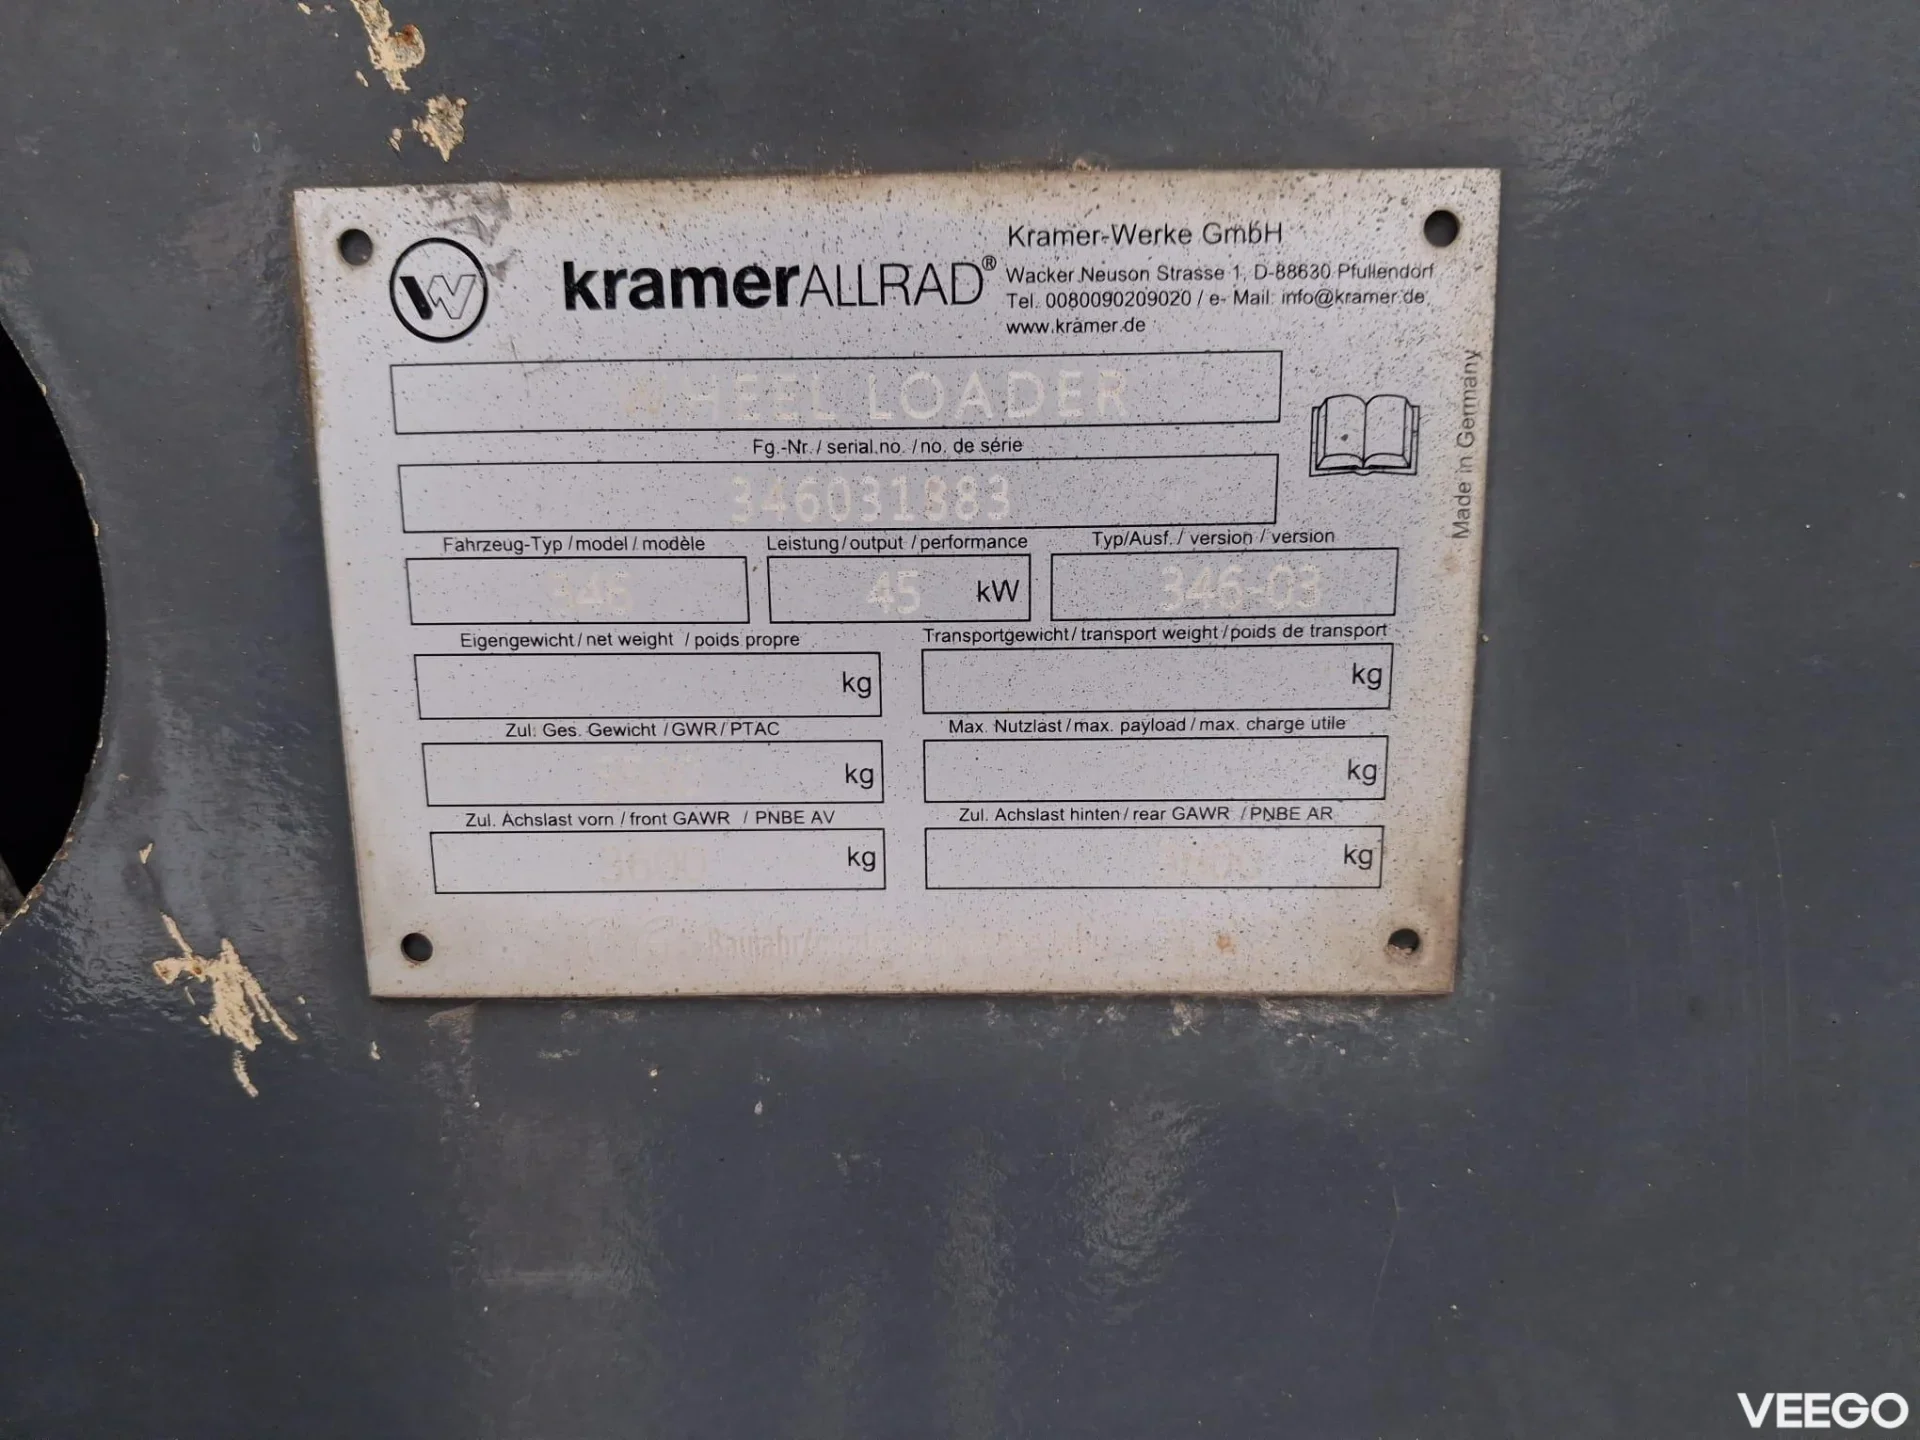 Kramer-Werke GmbH
kramerALLRAD®
Wacker Neuson Strasse 1, D-88630 Pfullendorf
Tel. 0080090209020 / e- Mail: info@kramer.de
www.kramer.de
WHEEL LOADER
Fg.-Nr. / serial.no. / no. de série
346031383
Made in Germany
Fahrzeug-Typ / model / modèle Leistung / output / performance Typ/Ausf. / version / version
346 45 kW 346-03
Eigengewicht / net weight / poids propre Transportgewicht / transport weight / poids de transport
kg kg
Zul. Ges. Gewicht / GWR / PTAC Max. Nutzlast / max. payload / max. charge utile
kg kg
Zul. Achslast vorn / front GAWR / PNBE AV Zul. Achslast hinten / rear GAWR / PNBE AR
kg kg
VEEGO